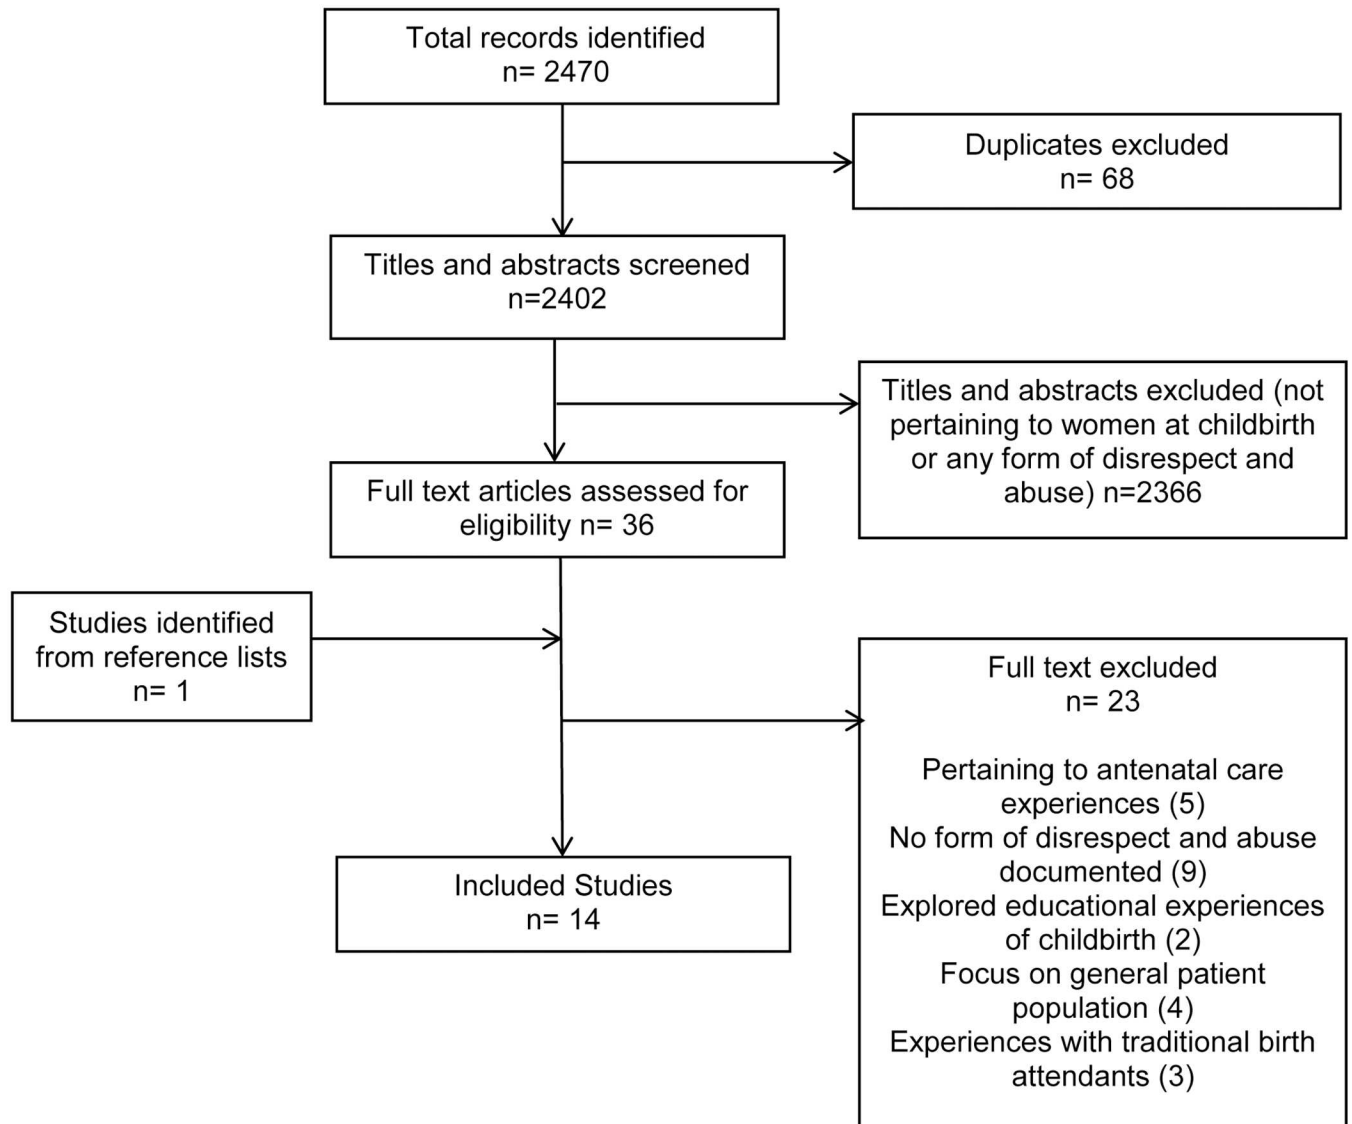 Total records identified
n= 2470
Duplicates excluded
n= 68
Titles and abstracts screened
n=2402
Titles and abstracts excluded (not
pertaining to women at childbirth
or any form of disrespect and
abuse) n=2366
Full text articles assessed for
eligibility n= 36
Studies identified
from reference lists
n= 1
Full text excluded
n= 23
Pertaining to antenatal care
experiences (5)
No form of disrespect and abuse
documented (9)
Explored educational experiences
of childbirth (2)
Focus on general patient
population (4)
Experiences with traditional birth
attendants (3)
Included Studies
n= 14